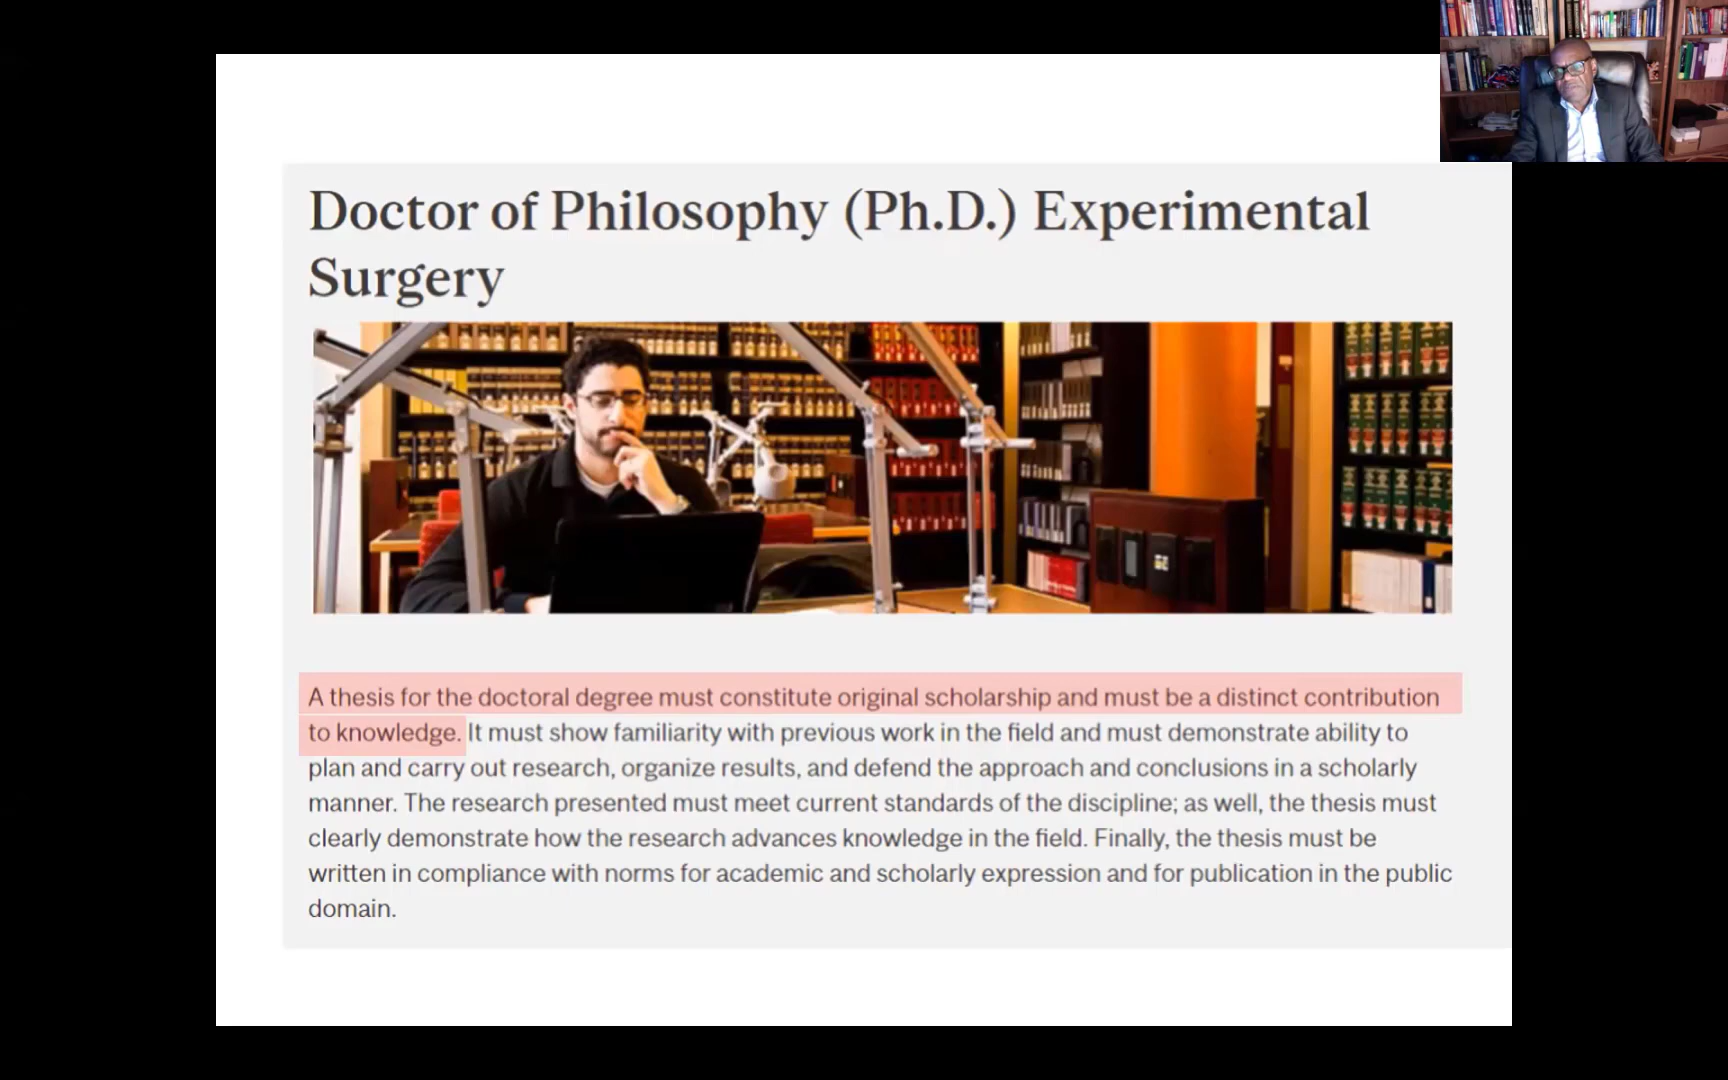 Doctor of Philosophy (Ph.D.) Experimental
Surgery
A thesis for the doctoral degree must constitute original scholarship and must be a distinct contribution
to knowledge. It must show familiarity with previous work in the field and must demonstrate ability to
plan and carry out research, organize results, and defend the approach and conclusions in a scholarly
manner. The research presented must meet current standards of the discipline; as well, the thesis must
clearly demonstrate how the research advances knowledge in the field. Finally, the thesis must be
written in compliance with norms for academic and scholarly expression and for publication in the public
domain.